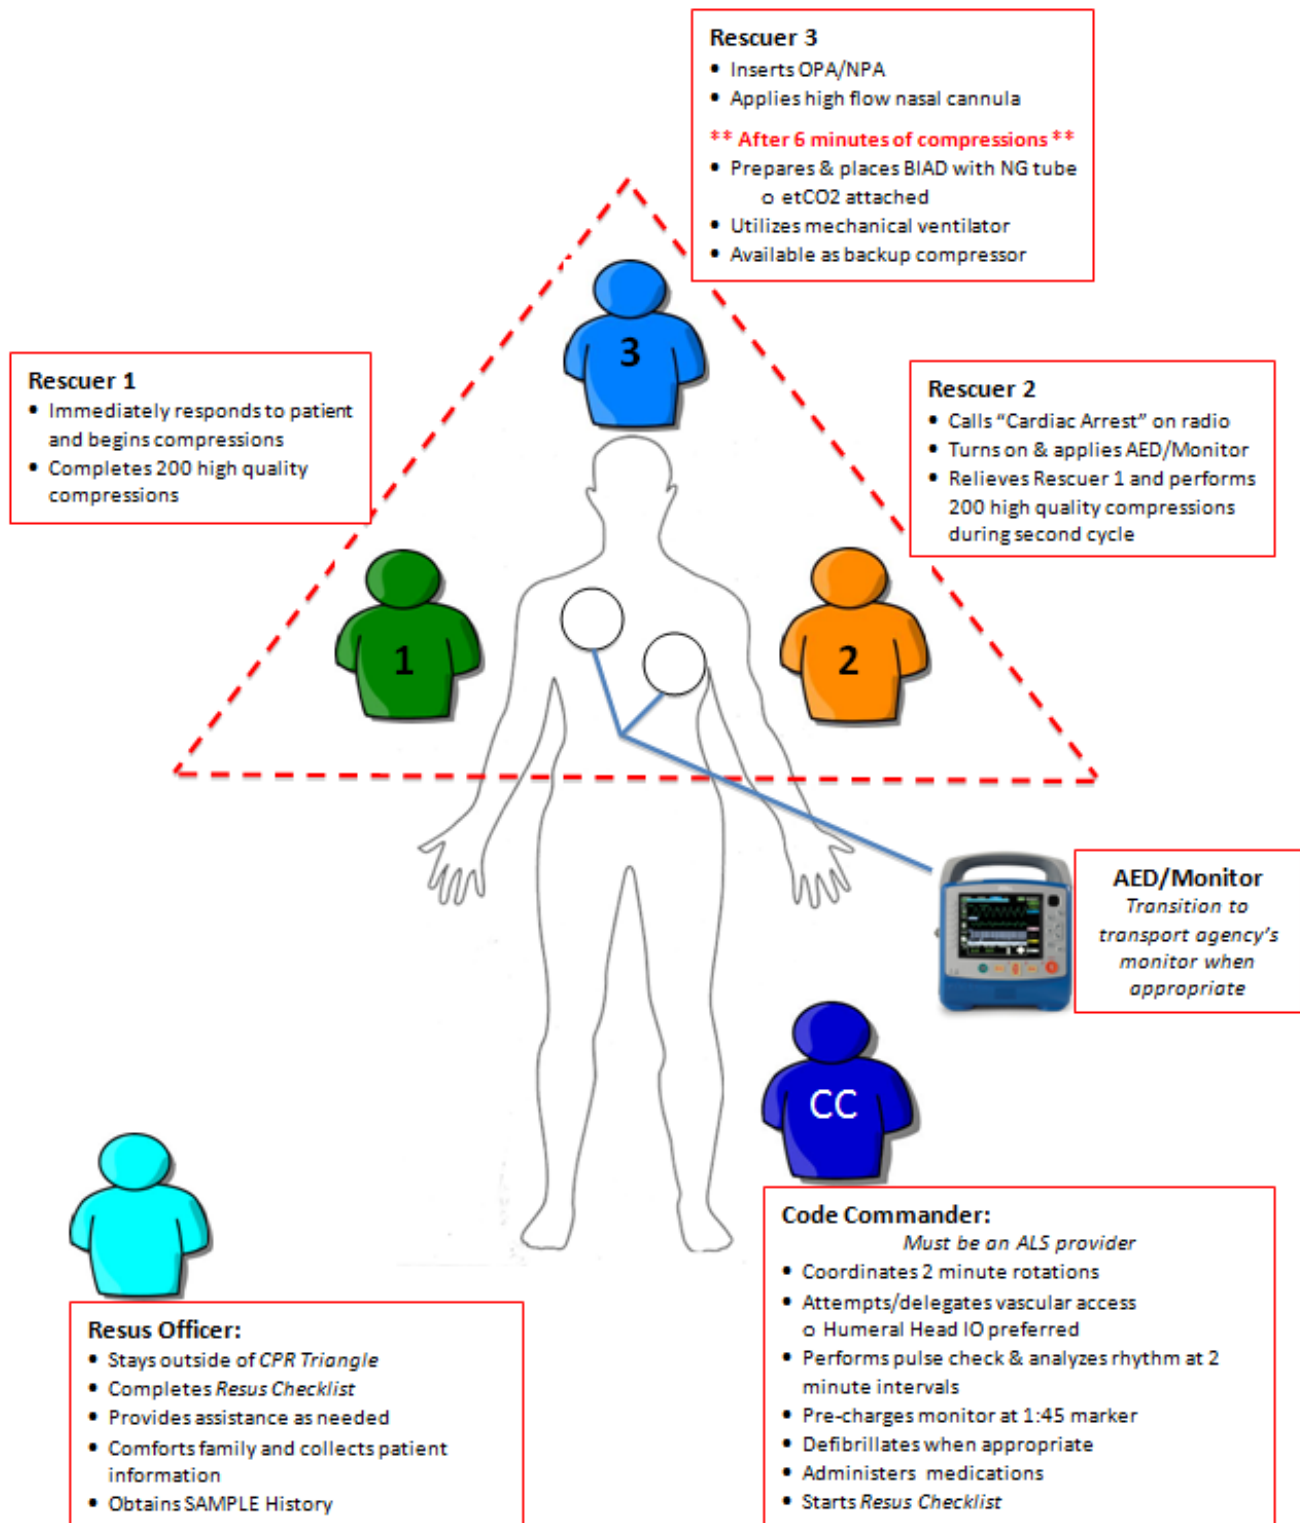 Rescuer 3
• Inserts OPA/NPA
• Applies high flow nasal cannula
** After 6 minutes of compressions **
• Prepares & places BIAD with NG tube
o etCO2 attached
• Utilizes mechanical ventilator
• Available as backup compressor
3
Rescuer 1
• Immediately responds to patient
and begins compressions
• Completes 200 high quality
compressions
Rescuer 2
• Calls “Cardiac Arrest” on radio
• Turns on & applies AED/Monitor
• Relieves Rescuer 1 and performs
200 high quality compressions
during second cycle
1
2
AED/Monitor
Transition to
transport agency’s
monitor when
appropriate
CC
Code Commander:
Must be an ALS provider
• Coordinates 2 minute rotations
• Attempts/delegates vascular access
o Humeral Head IO preferred
• Performs pulse check & analyzes rhythm at 2
minute intervals
• Pre-charges monitor at 1:45 marker
• Defibrillates when appropriate
• Administers medications
• Starts Resus Checklist
Resus Officer:
• Stays outside of CPR Triangle
• Completes Resus Checklist
• Provides assistance as needed
• Comforts family and collects patient
information
• Obtains SAMPLE History